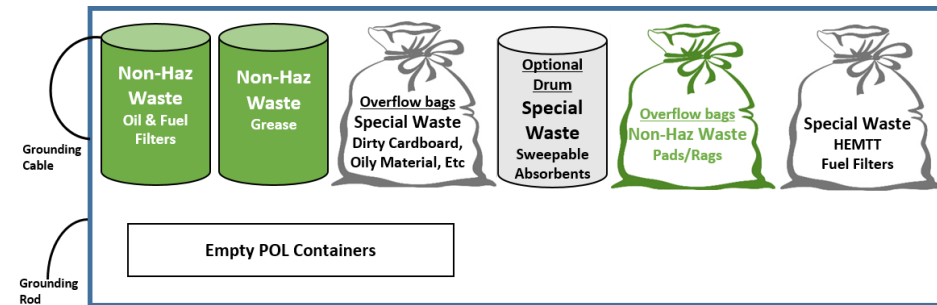 Non-Haz
Waste
Oil & Fuel
Filters
Non-Haz
Waste
Grease
Overflow bags
Special Waste
Dirty Cardboard,
Oily Material, Etc
Optional
Drum
Special
Waste
Sweepable
Absorbents
Overflow bags
Non-Haz Waste
Pads/Rags
Special Waste
HEMTT
Fuel Filters
Grounding
Cable
Empty POL Containers
Grounding
Rod